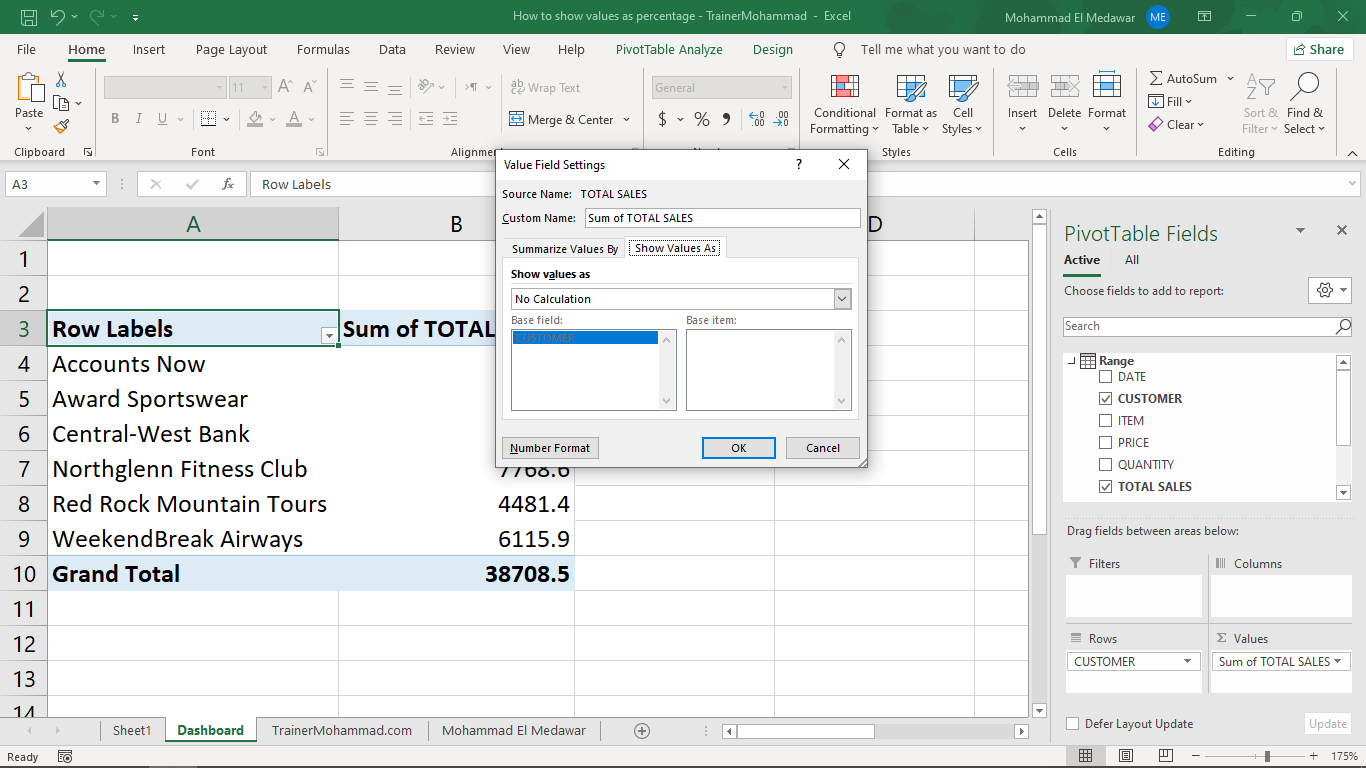 How to show values as percentage - TrainerMohammad - Excel
Mohammad El Medawar ME
File Home Insert Page Layout Formulas Data Review View Help PivotTable Analyze Design Tell me what you want to do Share
Paste
Clipboard
11
B I U
Font
Wrap Text
Merge & Center
Alignm
General
$ % ,
Conditional Formatting
Format as Table
Cell Styles
Styles
Insert Delete Format
Cells
AutoSum
Fill
Clear
Sort & Filter
Find & Select
Editing
A3
fx
Row Labels
A B D
1
2
3 Row Labels Sum of TOTAL
4 Accounts Now
5 Award Sportswear
6 Central-West Bank
7 Northglenn Fitness Club 7768.6
8 Red Rock Mountain Tours 4481.4
9 WeekendBreak Airways 6115.9
10 Grand Total 38708.5
11
12
13
14
Value Field Settings ?
Source Name: TOTAL SALES
Custom Name: Sum of TOTAL SALES
Summarize Values By Show Values As
Show values as
No Calculation
Base field: Base item:
CUSTOMER
Number Format OK Cancel
PivotTable Fields
Active All
Choose fields to add to report:
Search
Range
DATE
CUSTOMER
ITEM
PRICE
QUANTITY
TOTAL SALES
Drag fields between areas below:
Filters Columns
Rows Σ Values
CUSTOMER Sum of TOTAL SALES
Defer Layout Update Update
Sheet1 Dashboard TrainerMohammad.com Mohammad El Medawar
Ready 175%